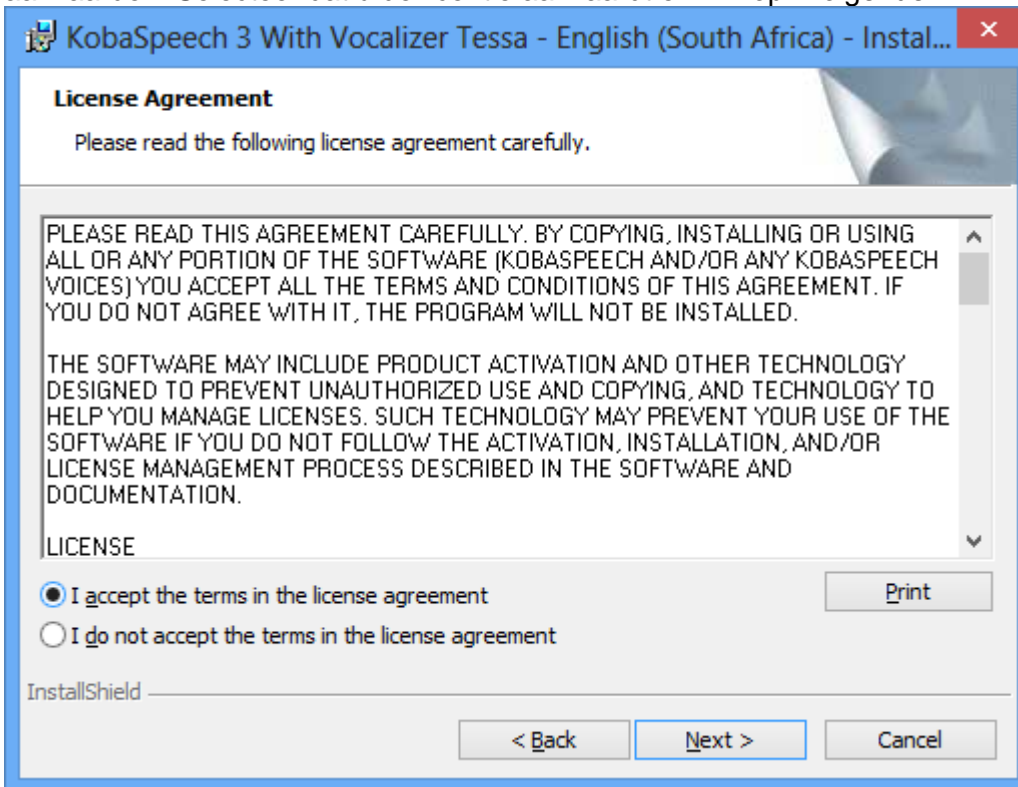 KobaSpeech 3 With Vocalizer Tessa - English (South Africa) - Instal...
License Agreement
Please read the following license agreement carefully.
PLEASE READ THIS AGREEMENT CAREFULLY. BY COPYING, INSTALLING OR USING
ALL OR ANY PORTION OF THE SOFTWARE (KOBASPEECH AND/OR ANY KOBASPEECH
VOICES) YOU ACCEPT ALL THE TERMS AND CONDITIONS OF THIS AGREEMENT. IF
YOU DO NOT AGREE WITH IT, THE PROGRAM WILL NOT BE INSTALLED.
THE SOFTWARE MAY INCLUDE PRODUCT ACTIVATION AND OTHER TECHNOLOGY
DESIGNED TO PREVENT UNAUTHORIZED USE AND COPYING, AND TECHNOLOGY TO
HELP YOU MANAGE LICENSES. SUCH TECHNOLOGY MAY PREVENT YOUR USE OF THE
SOFTWARE IF YOU DO NOT FOLLOW THE ACTIVATION, INSTALLATION, AND/OR
LICENSE MANAGEMENT PROCESS DESCRIBED IN THE SOFTWARE AND
DOCUMENTATION.
LICENSE
I accept the terms in the license agreement
Print
I do not accept the terms in the license agreement
InstallShield
< Back
Next >
Cancel